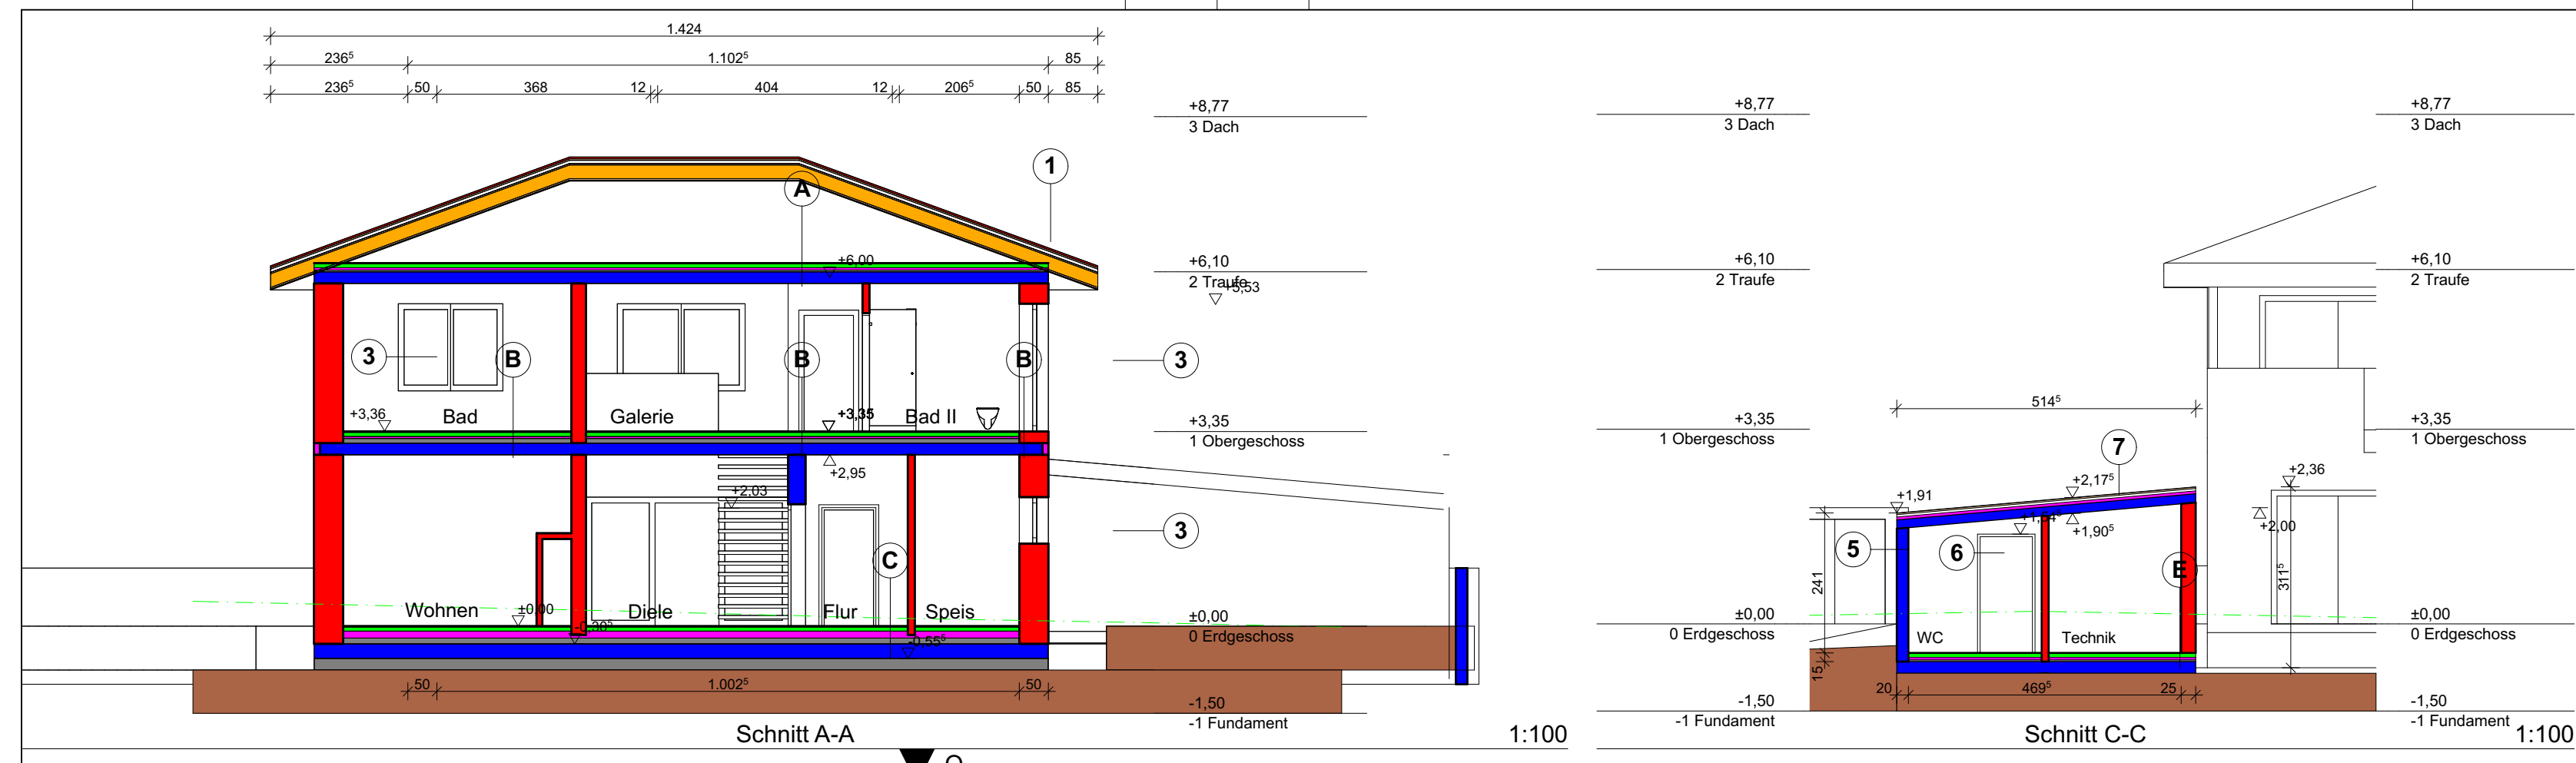 1.424
236⁵ 1.102⁵ 85
236⁵ 50 368 12 404 12 206⁵ 50 85
+8,77
3 Dach
1
A
+6,00
+6,10
2 Traufe
+5,53
3 B B B 3
+3,36 Bad Galerie +3,35 Bad II
+3,35
1 Obergeschoss
+2,95
+2,03
3
C
Wohnen ±0,00 Diele Flur Speis
-0,30⁵ -0,55⁵
±0,00
0 Erdgeschoss
50 1.002⁵ 50
-1,50
-1 Fundament
Schnitt A-A 1:100
+8,77
3 Dach
+8,77
3 Dach
+6,10
2 Traufe
+6,10
2 Traufe
514⁵
+3,35
1 Obergeschoss
+3,35
1 Obergeschoss
7
+1,91 +2,17⁵ +2,36
+1,90⁵ +2,00
5 6 E
241 311⁵
±0,00
0 Erdgeschoss
±0,00
0 Erdgeschoss
WC Technik
15
20 469⁵ 25
-1,50
-1 Fundament
-1,50
-1 Fundament
Schnitt C-C 1:100